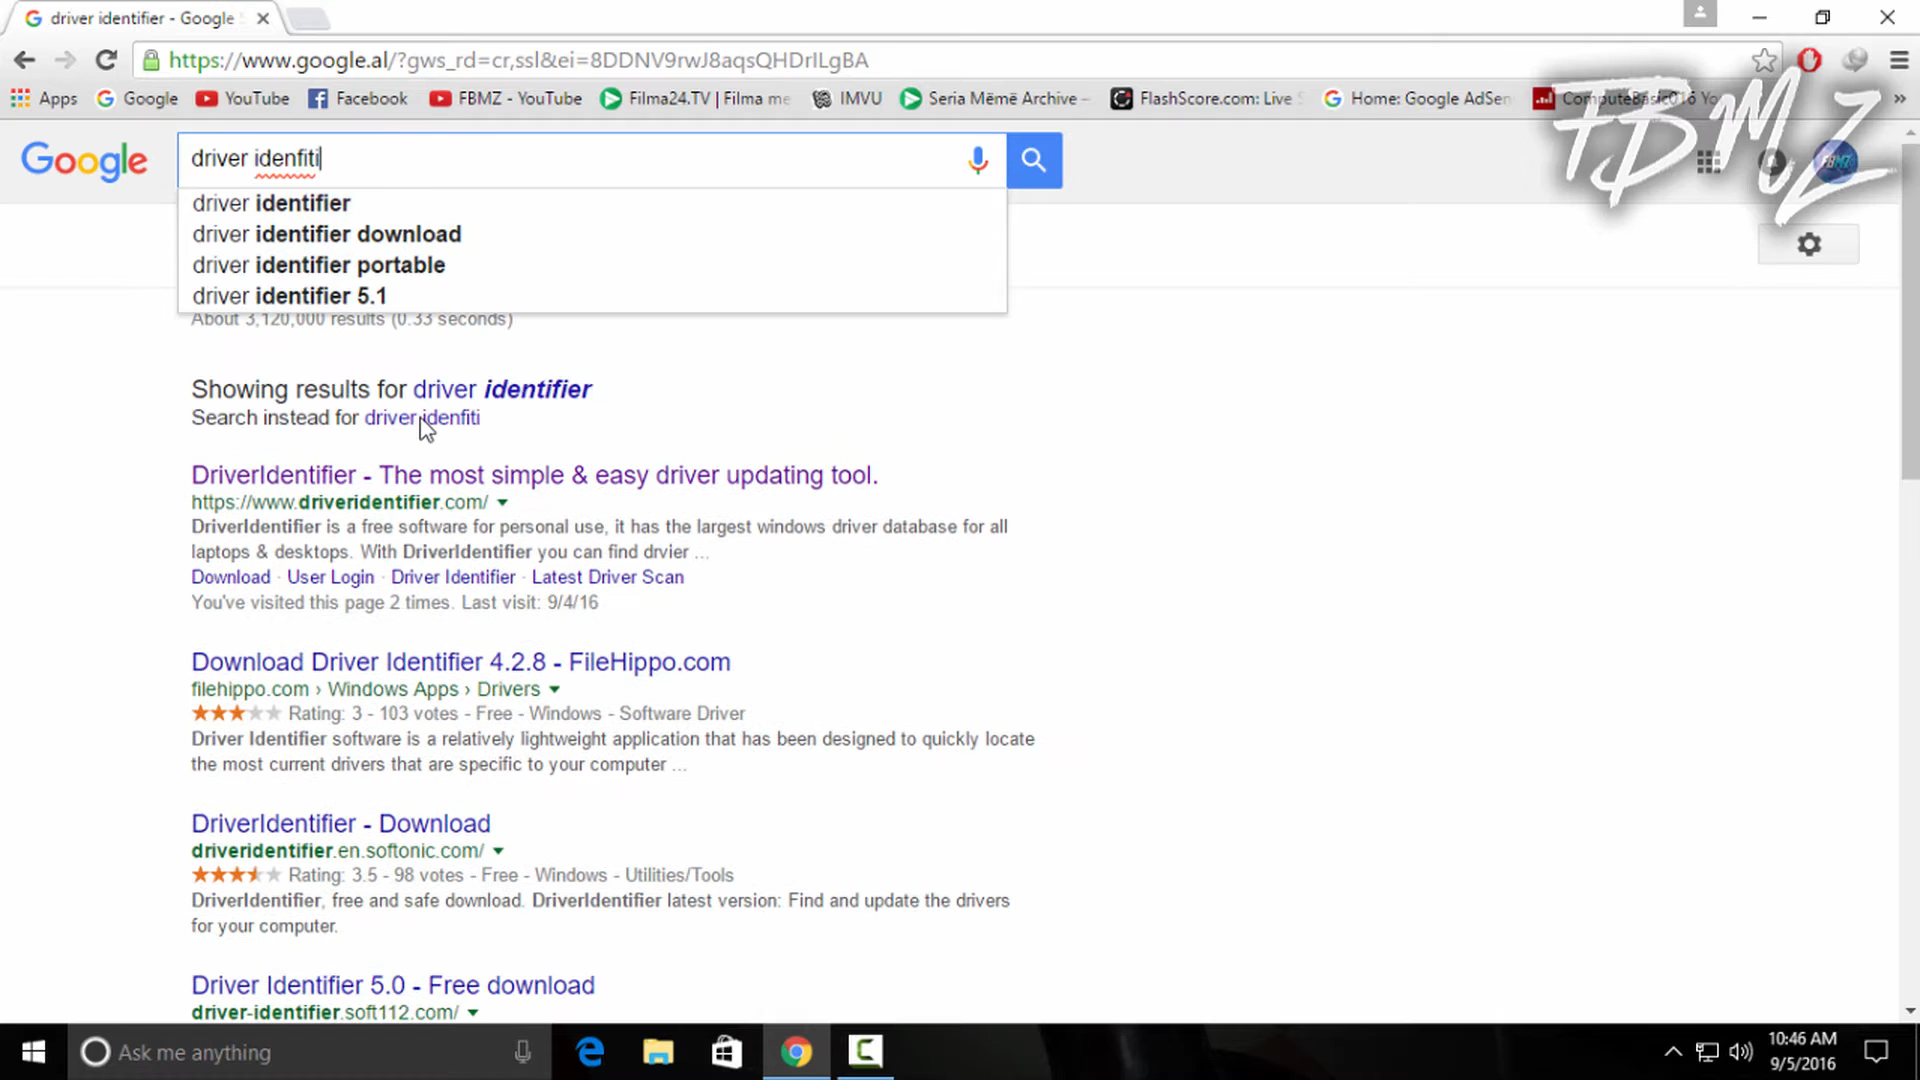 driver identifier - Google
https://www.google.al/?gws_rd=cr,ssl&ei=8DDNV9rwJ8aqsQHDrILgBA
Apps Google YouTube Facebook FBMZ - YouTube Filma24.TV | Filma me IMVU Seria Mëmë Archive - FlashScore.com: Live Home: Google AdSen ComputeBasic016 Yo »
FBMZ
Google driver idenfiti
driver identifier
driver identifier download
driver identifier portable
driver identifier 5.1
About 3,120,000 results (0.33 seconds)
Showing results for driver identifier
Search instead for driver idenfiti
DriverIdentifier - The most simple & easy driver updating tool.
https://www.driveridentifier.com/
DriverIdentifier is a free software for personal use, it has the largest windows driver database for all
laptops & desktops. With DriverIdentifier you can find drvier ...
Download · User Login · Driver Identifier · Latest Driver Scan
You've visited this page 2 times. Last visit: 9/4/16
Download Driver Identifier 4.2.8 - FileHippo.com
filehippo.com › Windows Apps › Drivers
Rating: 3 - 103 votes - Free - Windows - Software Driver
Driver Identifier software is a relatively lightweight application that has been designed to quickly locate
the most current drivers that are specific to your computer ...
DriverIdentifier - Download
driveridentifier.en.softonic.com/
Rating: 3.5 - 98 votes - Free - Windows - Utilities/Tools
DriverIdentifier, free and safe download. DriverIdentifier latest version: Find and update the drivers
for your computer.
Driver Identifier 5.0 - Free download
driver-identifier.soft112.com/
Ask me anything
10:46 AM
9/5/2016